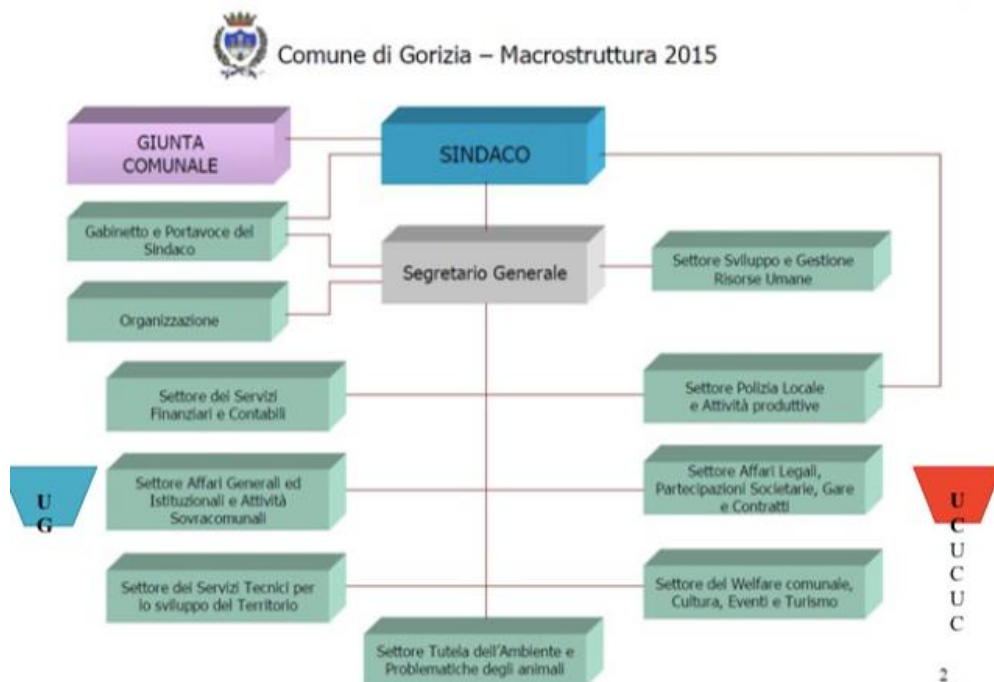 Comune di Gorizia – Macrostruttura 2015
GIUNTA
COMUNALE
SINDACO
Gabinetto e Portavoce del
Sindaco
Segretario Generale
Settore Sviluppo e Gestione
Risorse Umane
Organizzazione
Settore dei Servizi
Finanziari e Contabili
Settore Polizia Locale
e Attività produttive
U
G
Settore Affari Generali ed
Istituzionali e Attività
Sovracomunali
Settore Affari Legali,
Partecipazioni Societarie, Gare
e Contratti
U
C
U
C
U
C
Settore dei Servizi Tecnici per
lo sviluppo del Territorio
Settore del Welfare comunale,
Cultura, Eventi e Turismo
Settore Tutela dell'Ambiente e
Problematiche degli animali
2